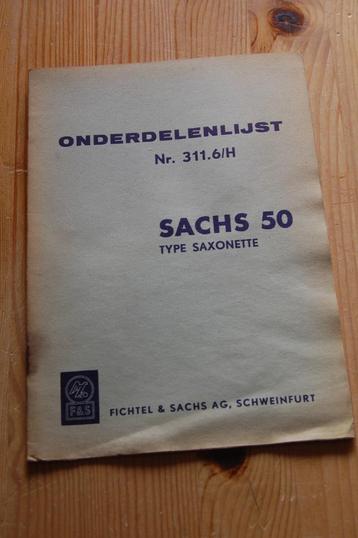 ONDERDELENLIJST
Nr. 311.6/H
SACHS 50
TYPE SAXONETTE
F&S
FICHTEL & SACHS AG, SCHWEINFURT